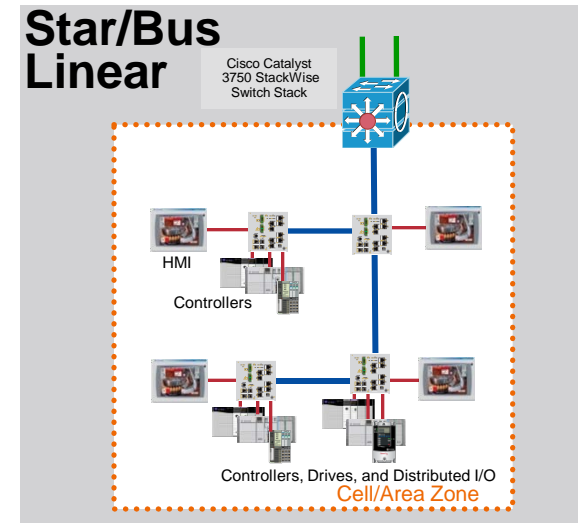 Star/Bus
Linear
Cisco Catalyst
3750 StackWise
Switch Stack
HMI
Controllers
Controllers, Drives, and Distributed I/O
Cell/Area Zone